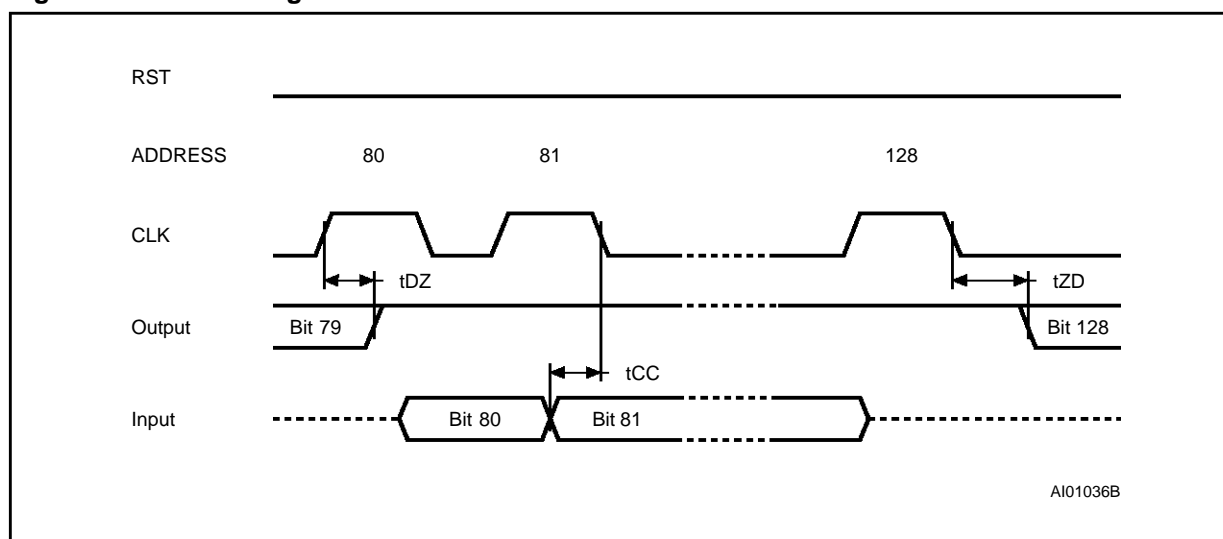 RST
ADDRESS 80 81 128
CLK
tDZ tZD
Output Bit 79 Bit 128
tCC
Input Bit 80 Bit 81
AI01036B